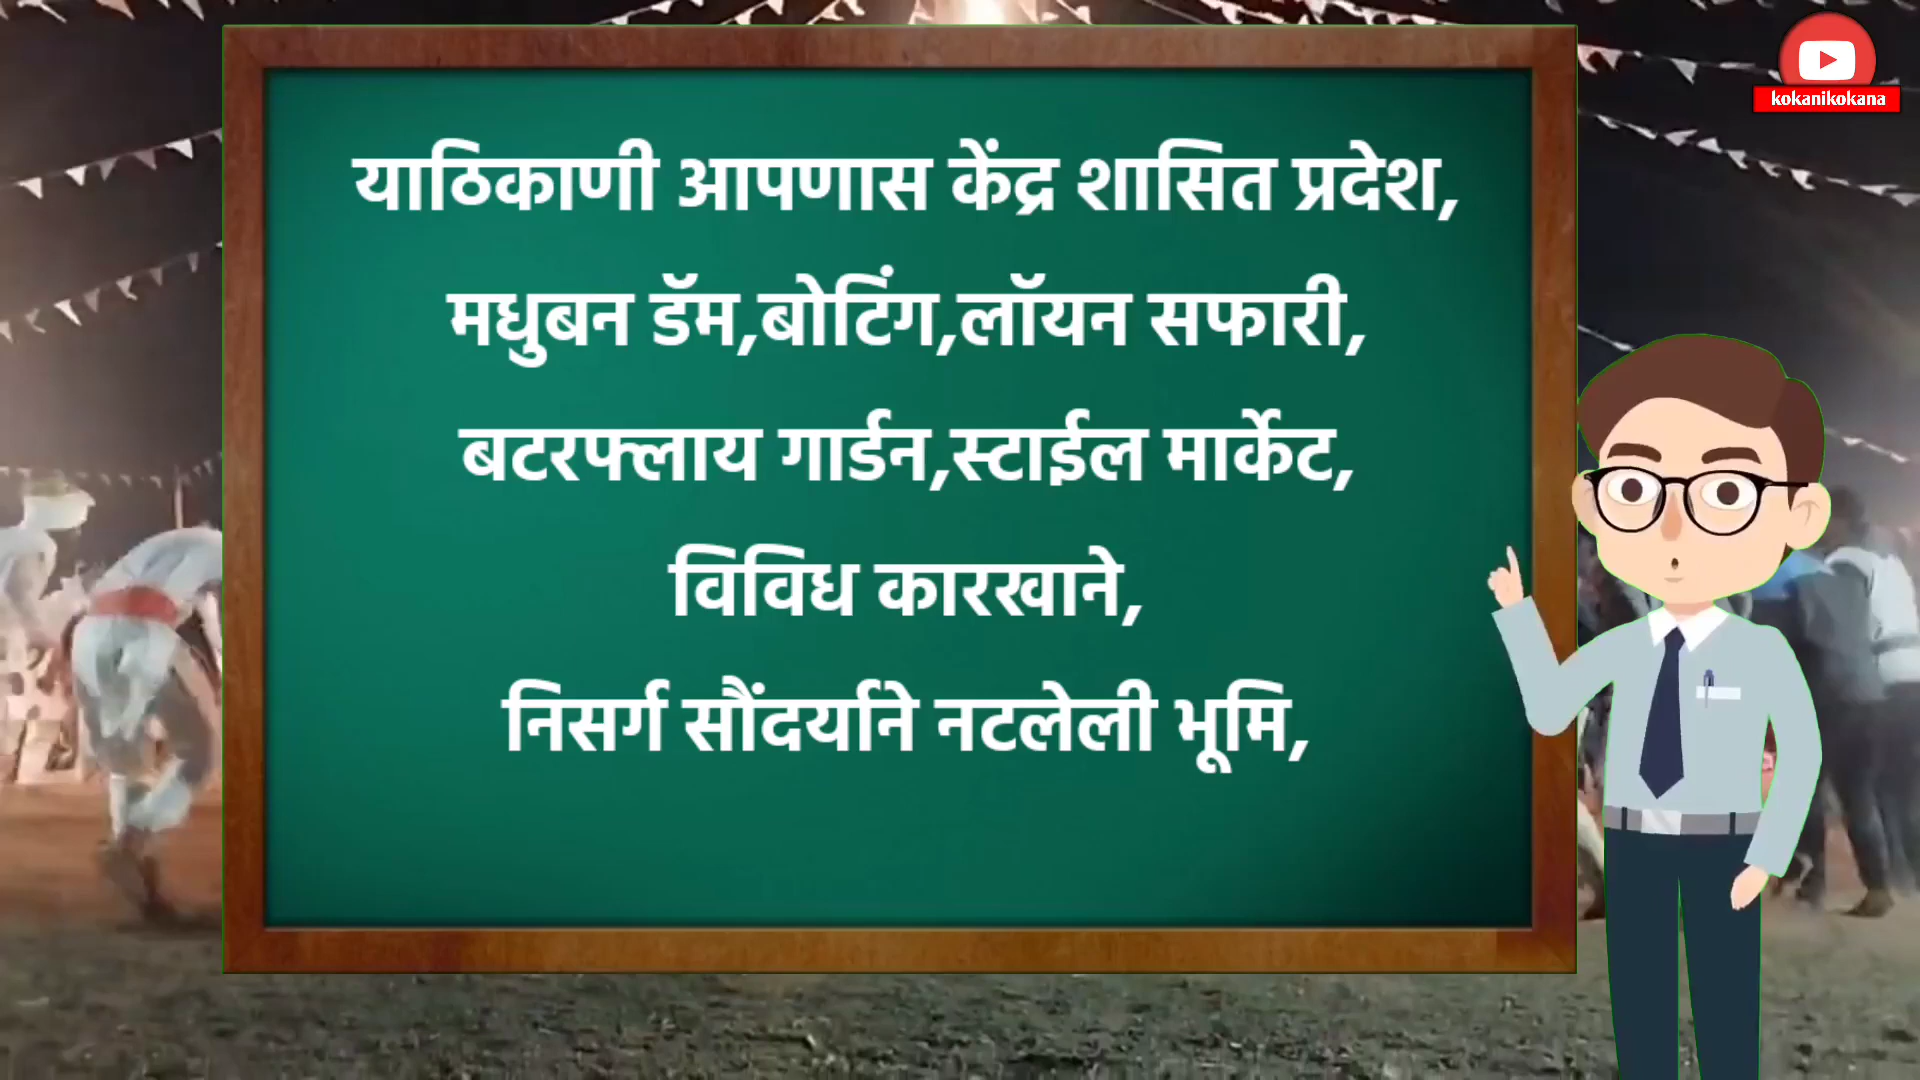 याठिकाणी आपणास केंद्र शासित प्रदेश,
मधुबन डॅम,बोटिंग,लॉयन सफारी,
बटरफ्लाय गार्डन,स्टाईल मार्केट,
विविध कारखाने,
निसर्ग सौंदर्याने नटलेली भूमि,
kokanikokana